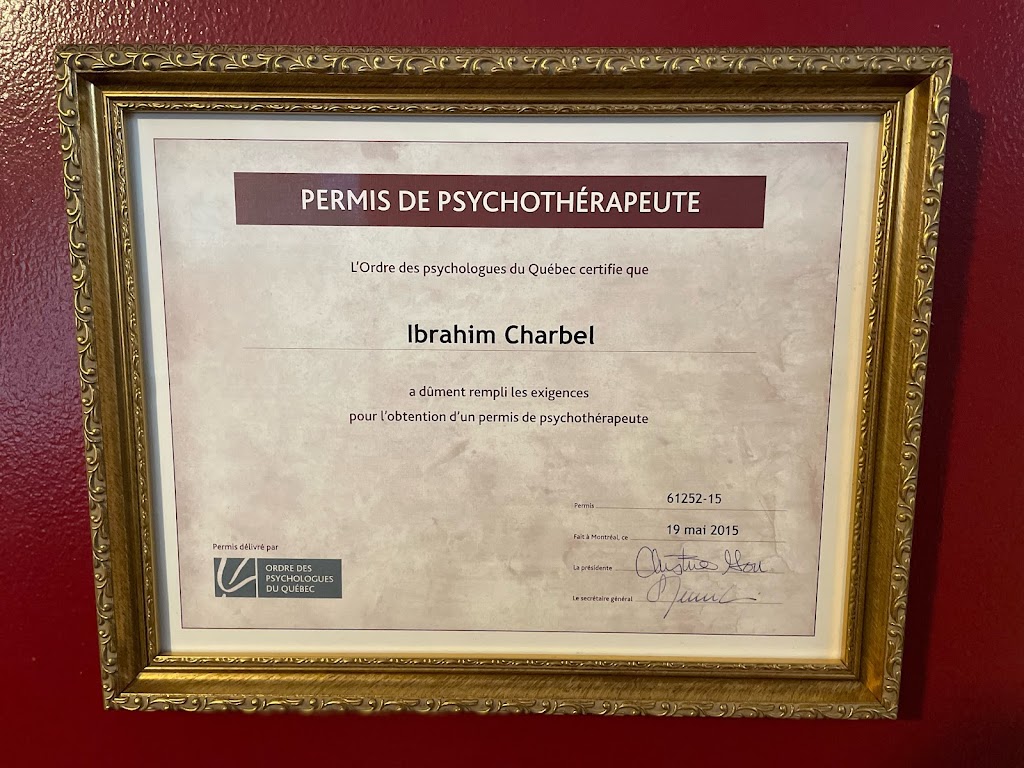 PERMIS DE PSYCHOTHÉRAPEUTE
L'Ordre des psychologues du Québec certifie que
Ibrahim Charbel
a dûment rempli les exigences
pour l'obtention d'un permis de psychothérapeute
Permis 61252-15
Fait à Montréal, ce 19 mai 2015
La présidente
Le secrétaire général
Permis délivré par
ORDRE DES
PSYCHOLOGUES
DU QUÉBEC